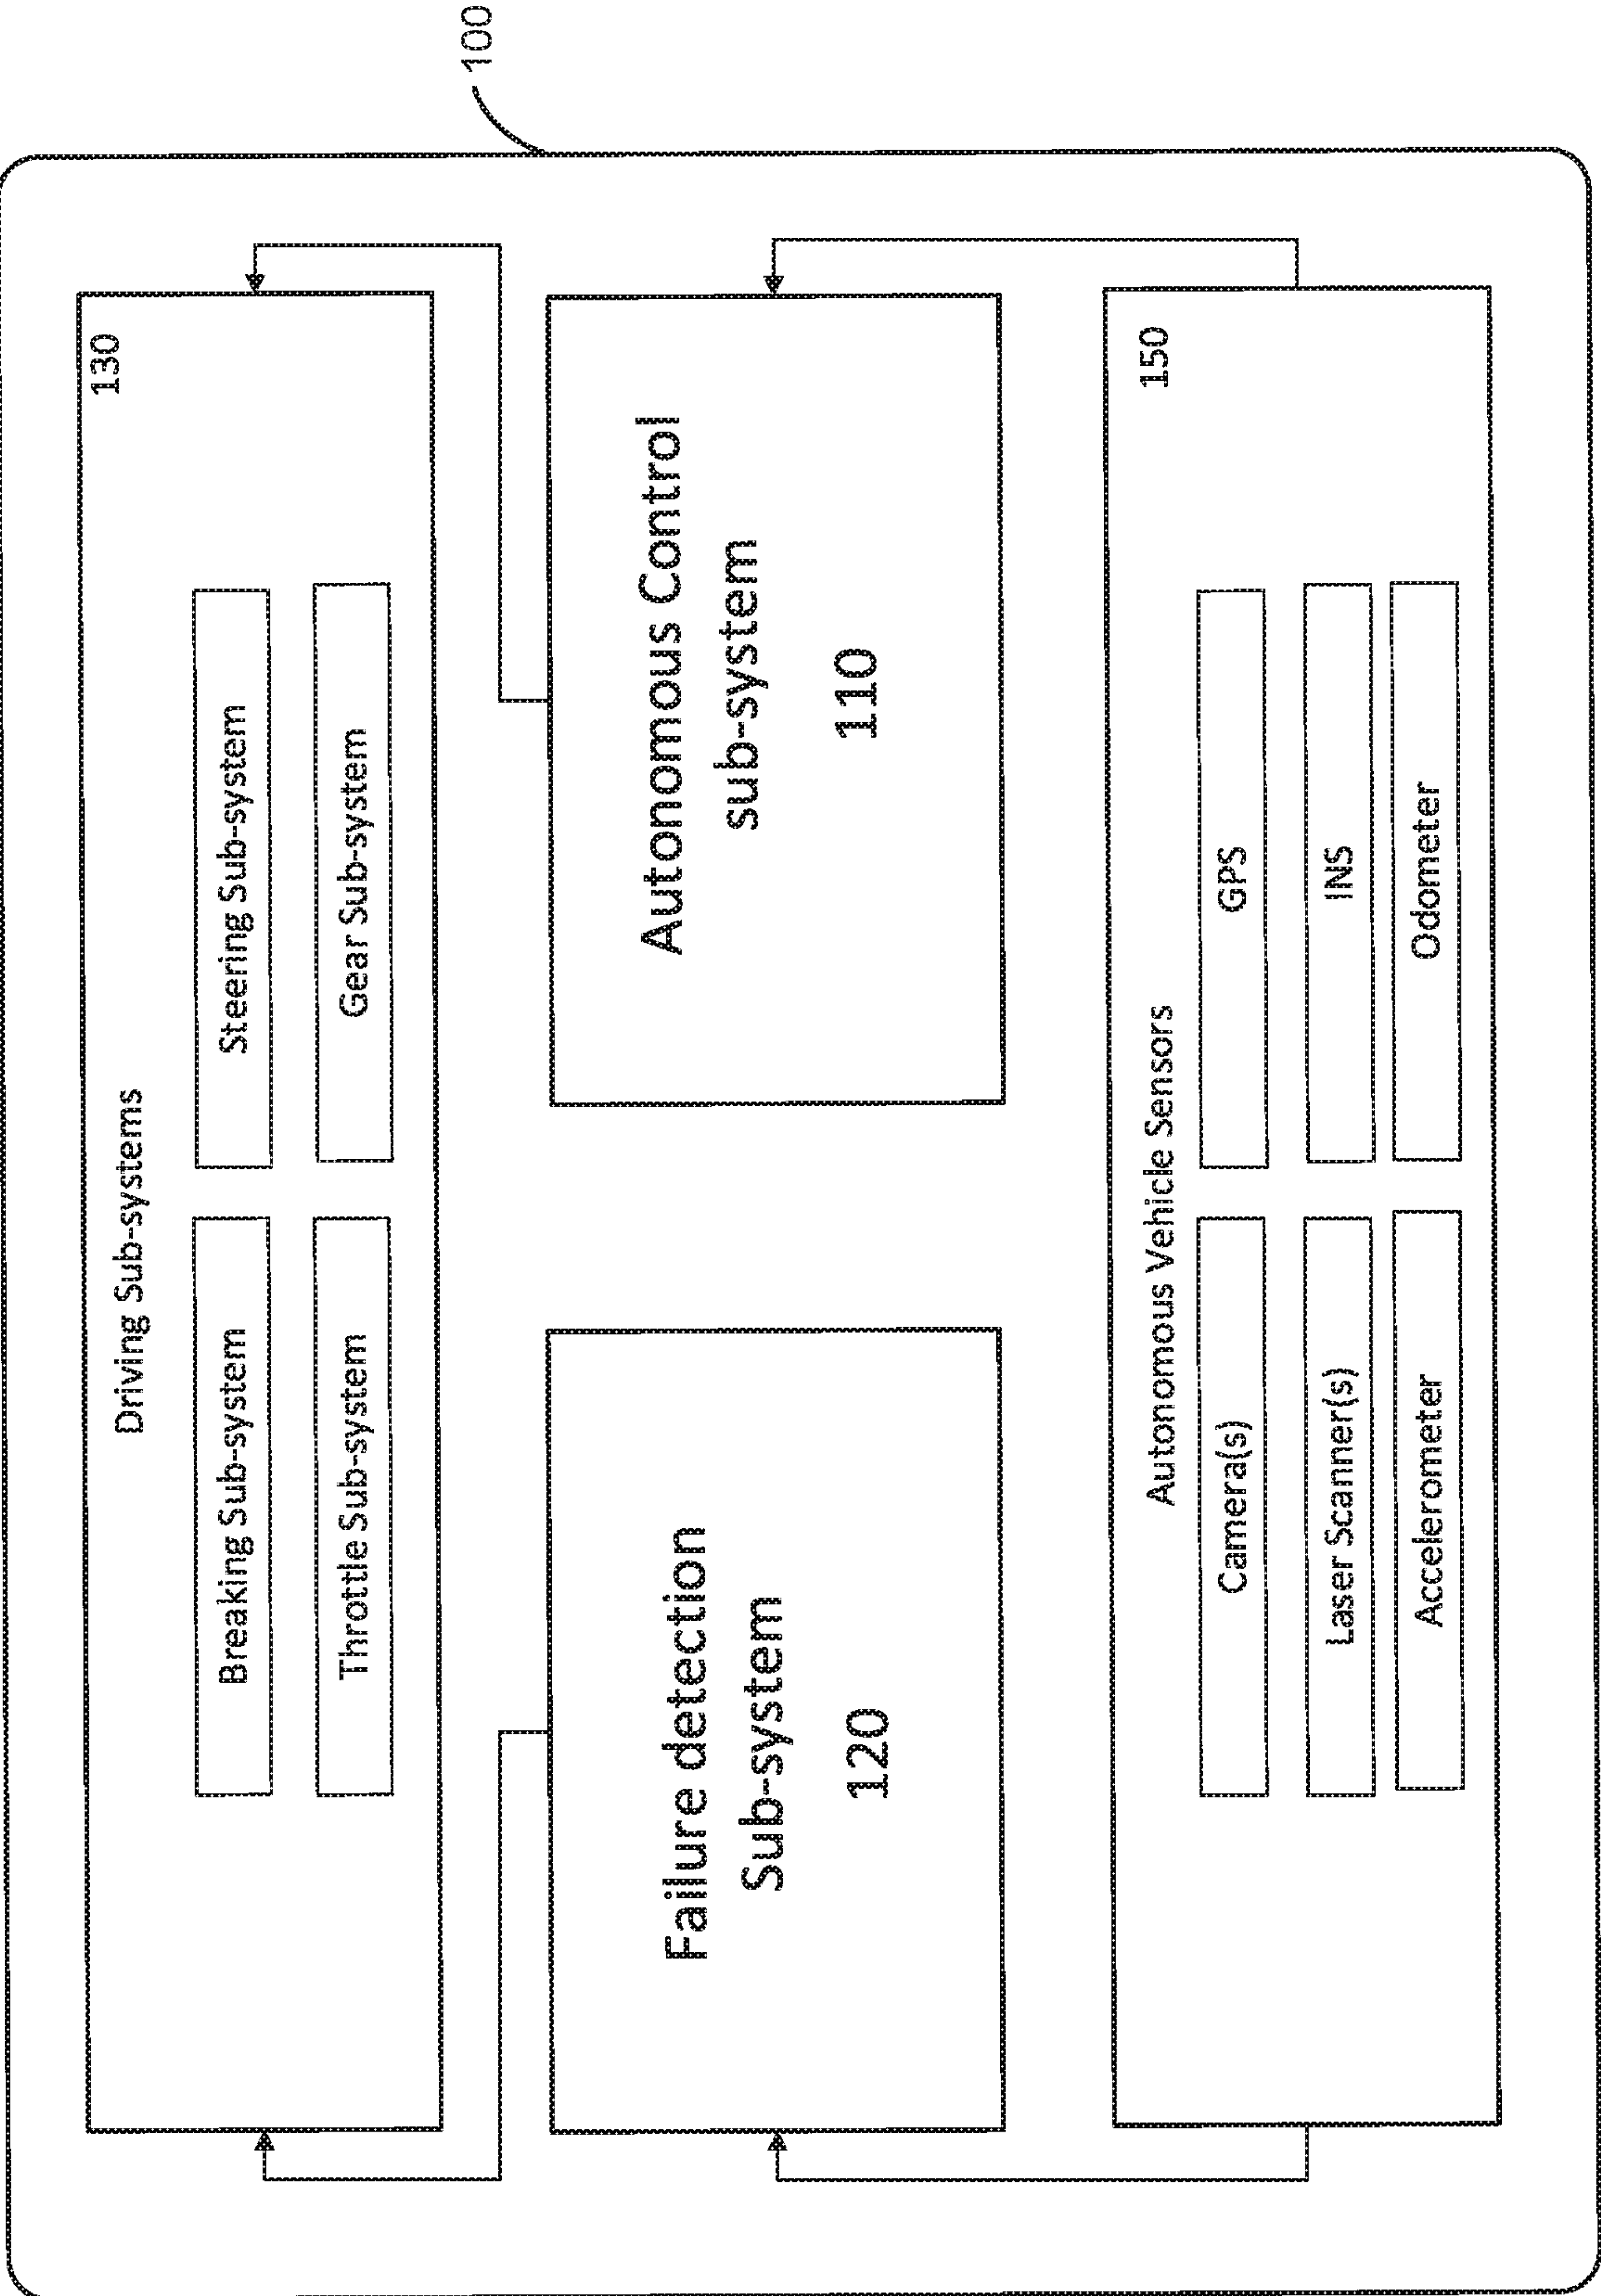 100
130
Driving Sub-systems
Breaking Sub-system
Steering Sub-system
Throttle Sub-system
Gear Sub-system
Failure detection
Sub-system
120
Autonomous Control
sub-system
110
150
Autonomous Vehicle Sensors
Camera(s)
GPS
Laser Scanner(s)
INS
Accelerometer
Odometer